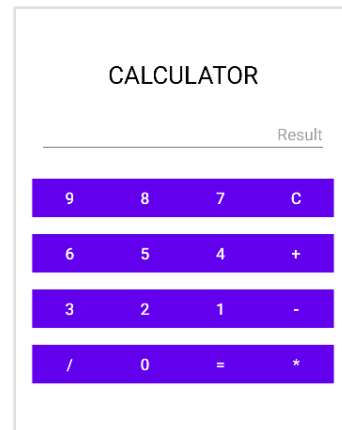 CALCULATOR
Result
9 8 7 C
6 5 4 +
3 2 1 -
/ 0 = *